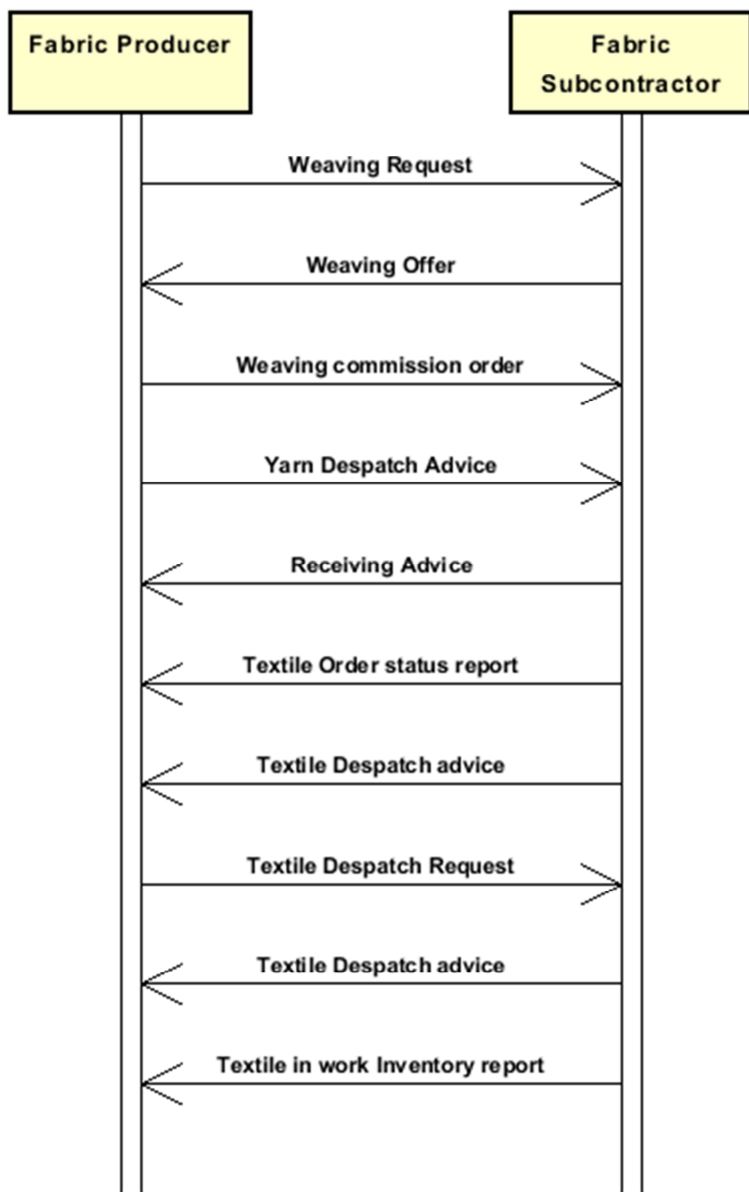 Fabric Producer
Fabric
Subcontractor
Weaving Request
Weaving Offer
Weaving commission order
Yarn Despatch Advice
Receiving Advice
Textile Order status report
Textile Despatch advice
Textile Despatch Request
Textile Despatch advice
Textile in work Inventory report